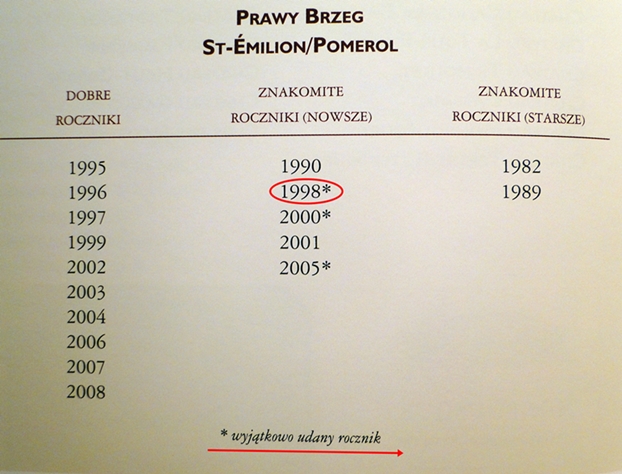 PRAWY BRZEG
ST-ÉMILION/POMEROL
DOBRE ROCZNIKI
ZNAKOMITE ROCZNIKI (NOWSZE)
ZNAKOMITE ROCZNIKI (STARSZE)
1995 1990 1982
1996 1998* 1989
1997 2000*
1999 2001
2002 2005*
2003
2004
2006
2007
2008
* wyjątkowo udany rocznik